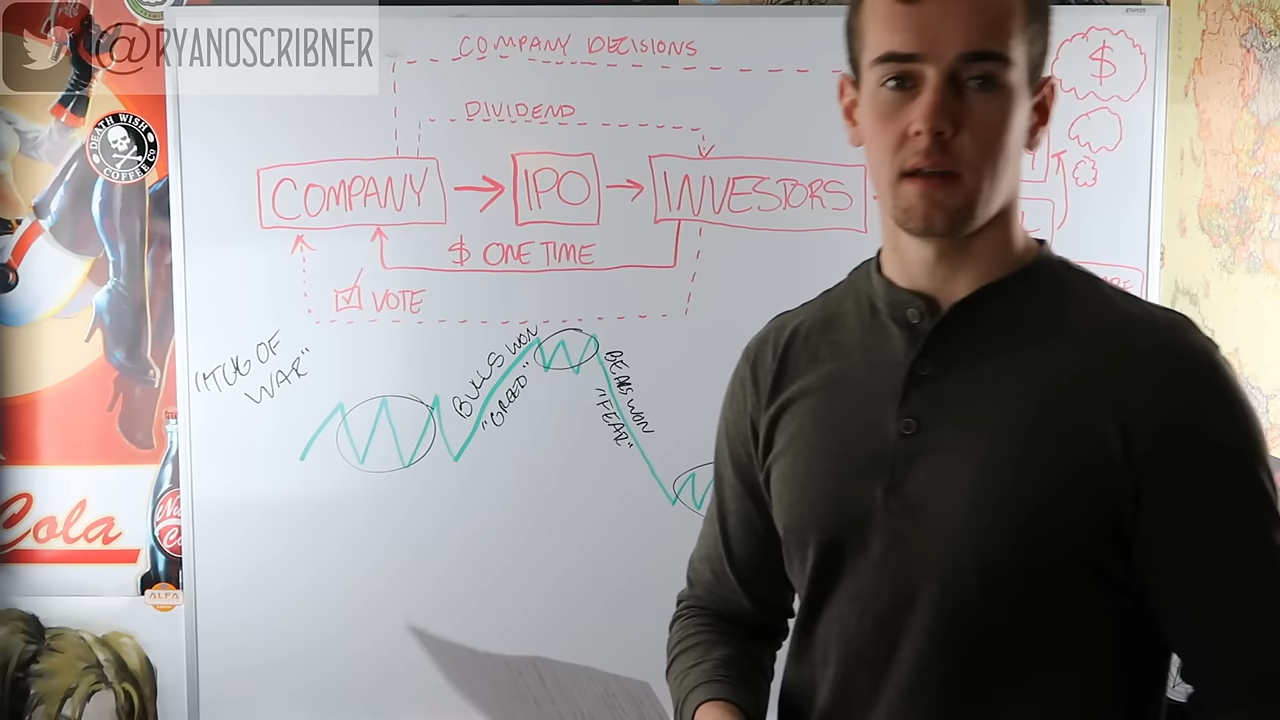 @RYANOSCRIBNER
COMPANY DECISIONS
$
DIVIDEND
DEATH WISH
COFFEE CO
COMPANY
IPO
INVESTORS
$ ONE TIME
VOTE
"TUG OF
WAR"
BULLS WON
"GREED"
BEARS WON
"FEAR"
Cola
ALFA